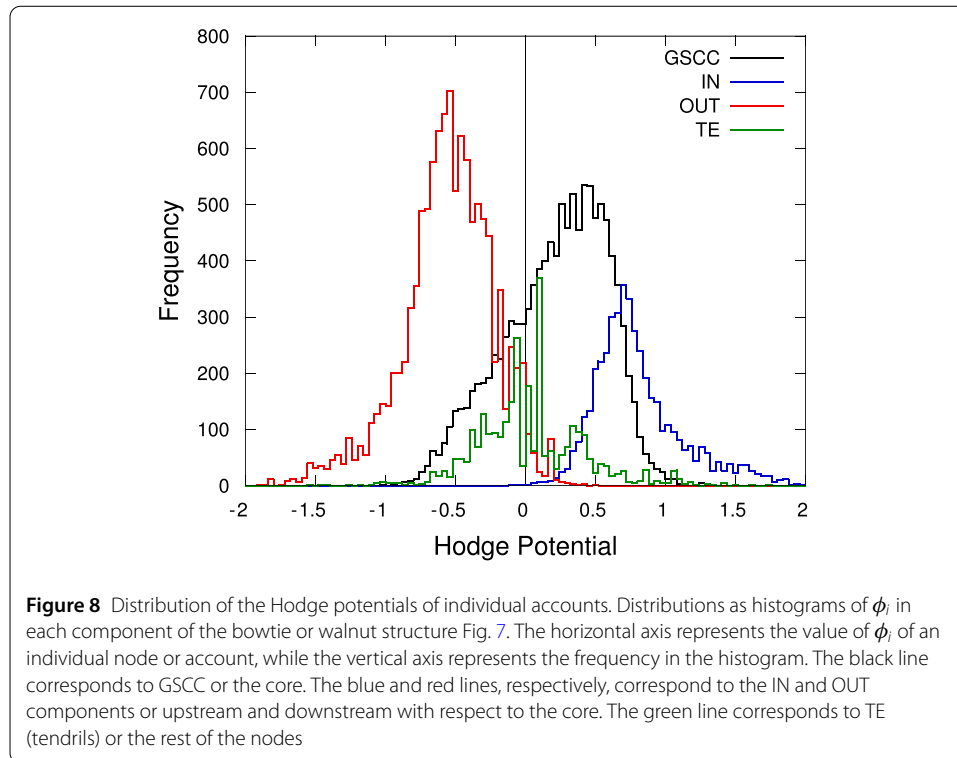 800
700
600
500
400
300
200
100
0
Frequency
GSCC
IN
OUT
TE
-2 -1.5 -1 -0.5 0 0.5 1 1.5 2
Hodge Potential
Figure 8 Distribution of the Hodge potentials of individual accounts. Distributions as histograms of ϕi in
each component of the bowtie or walnut structure Fig. 7. The horizontal axis represents the value of ϕi of an
individual node or account, while the vertical axis represents the frequency in the histogram. The black line
corresponds to GSCC or the core. The blue and red lines, respectively, correspond to the IN and OUT
components or upstream and downstream with respect to the core. The green line corresponds to TE
(tendrils) or the rest of the nodes